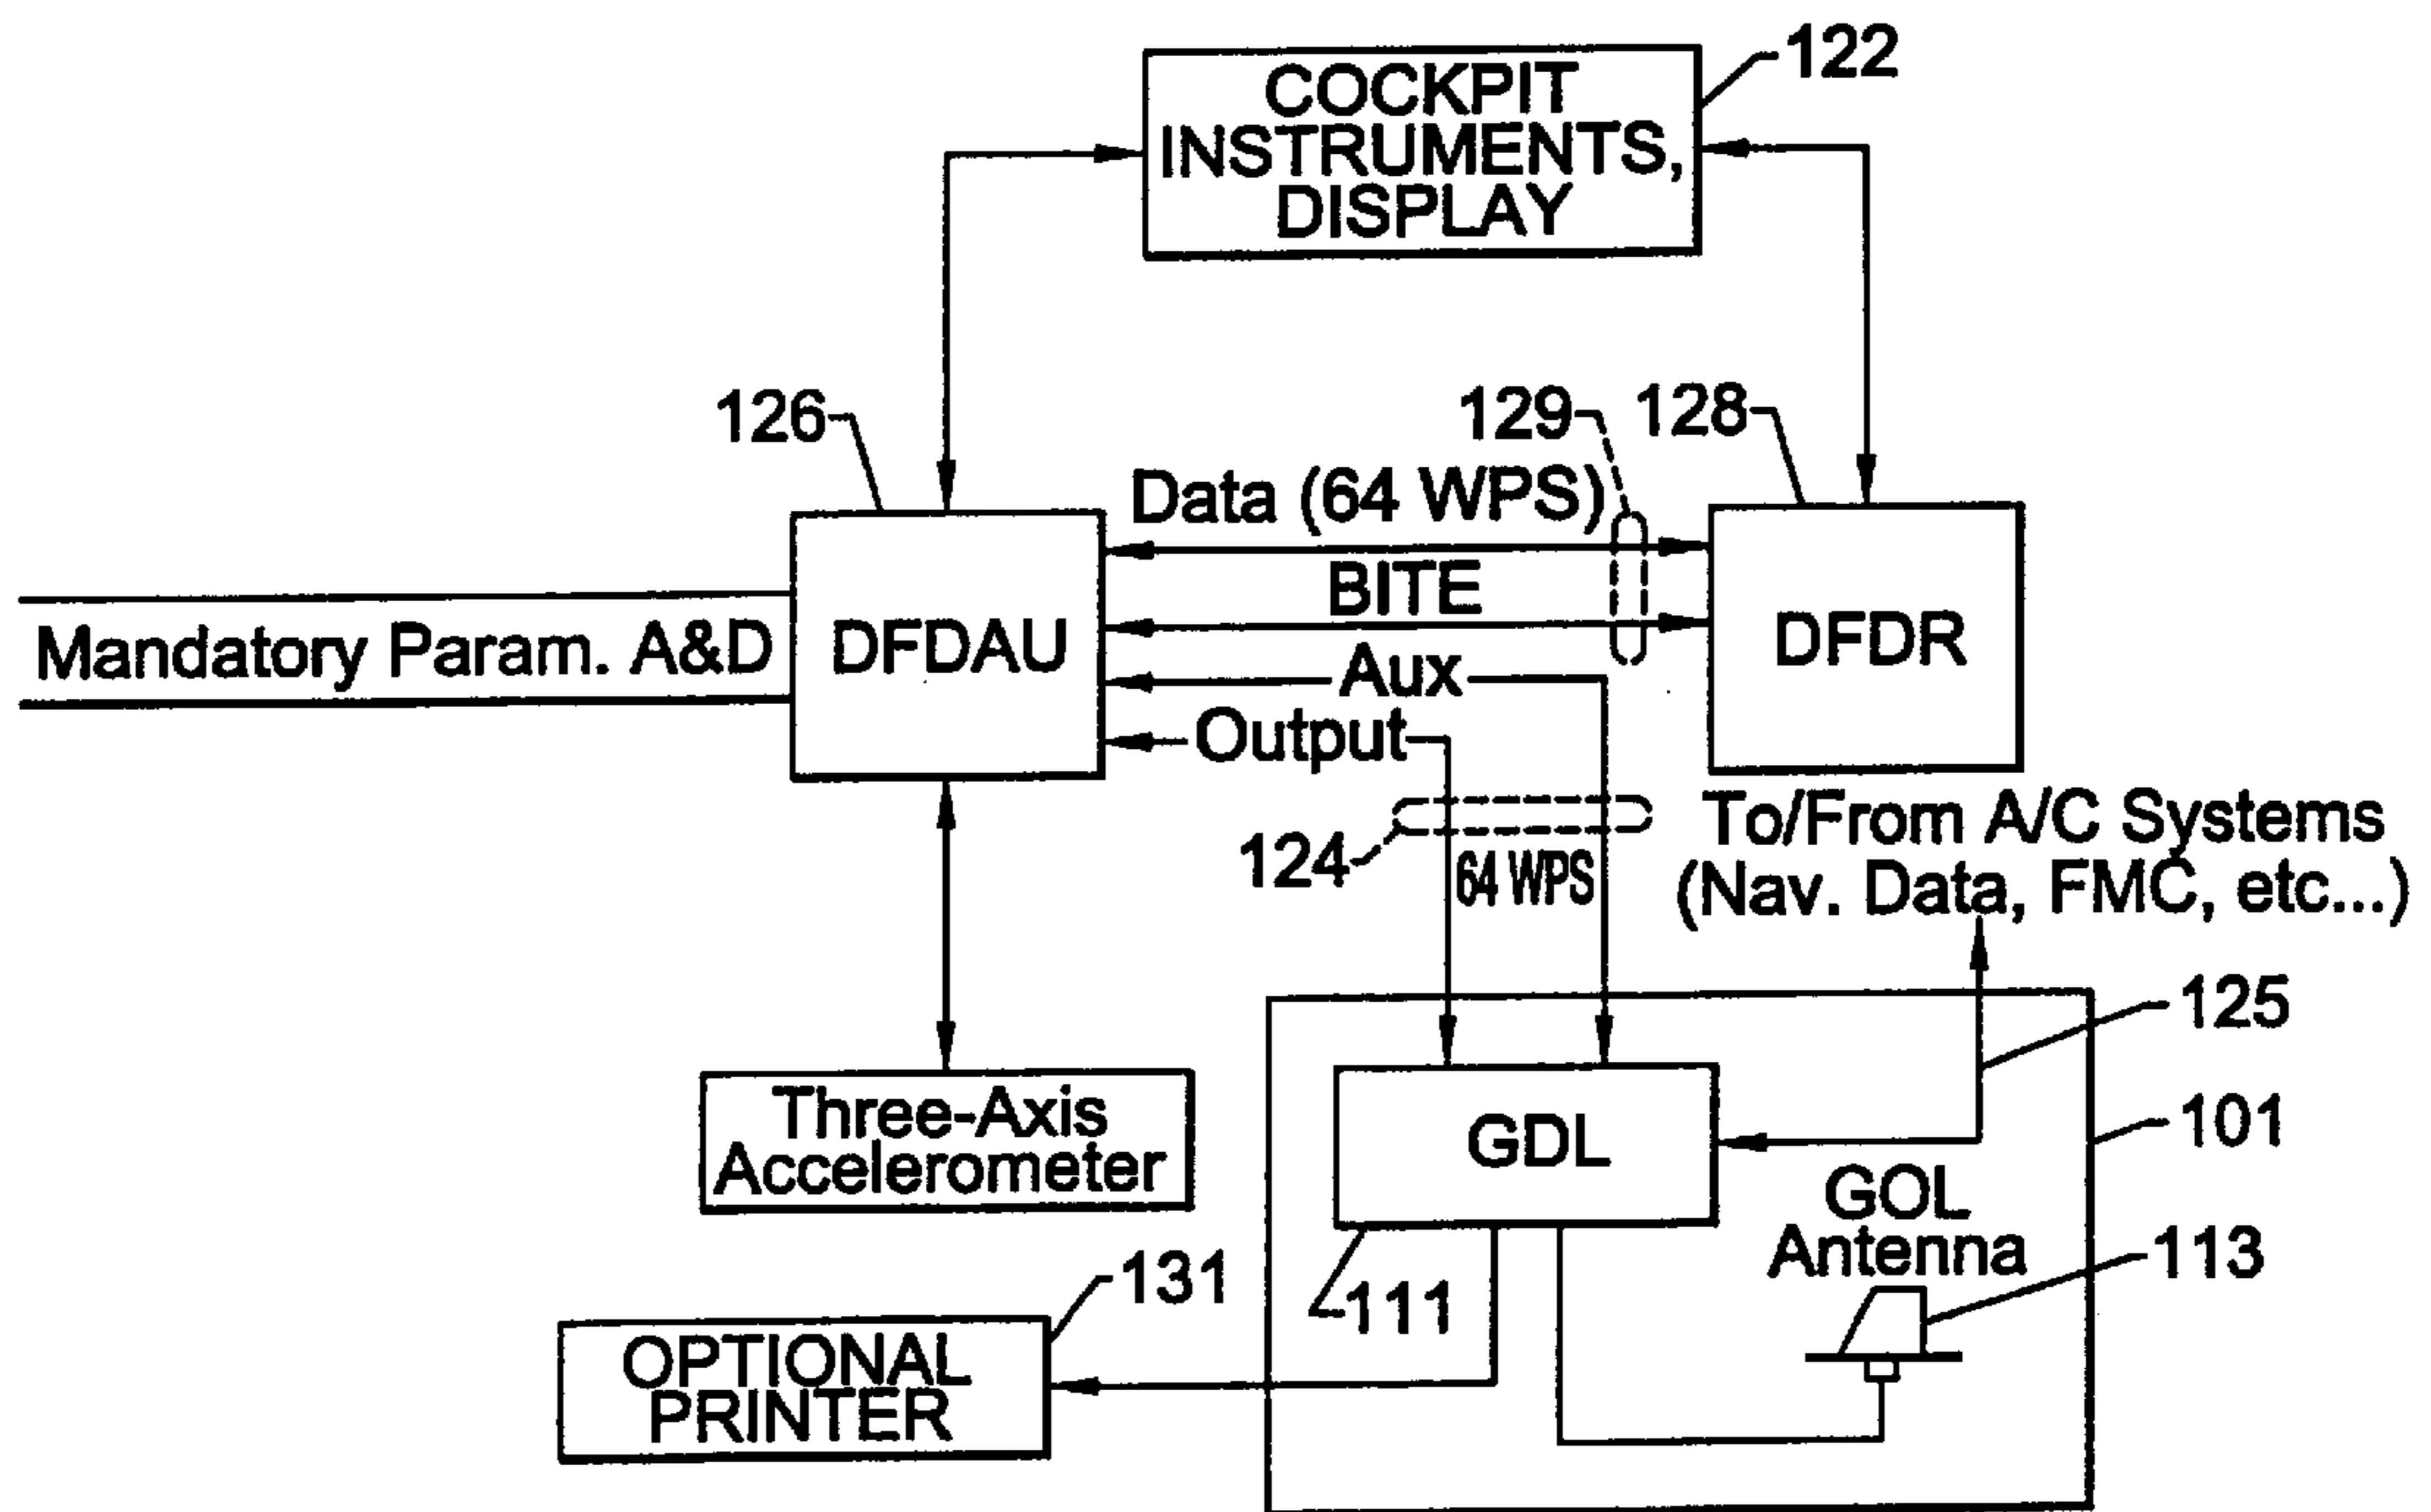 122
COCKPIT
INSTRUMENTS,
DISPLAY
126
129
128
Data (64 WPS)
BITE
Mandatory Param. A&D
DFDAU
DFDR
Aux
Output
To/From A/C Systems
(Nav. Data, FMC, etc...)
124
64 WPS
125
Three-Axis
Accelerometer
GDL
101
GOL
Antenna
113
131
111
OPTIONAL
PRINTER